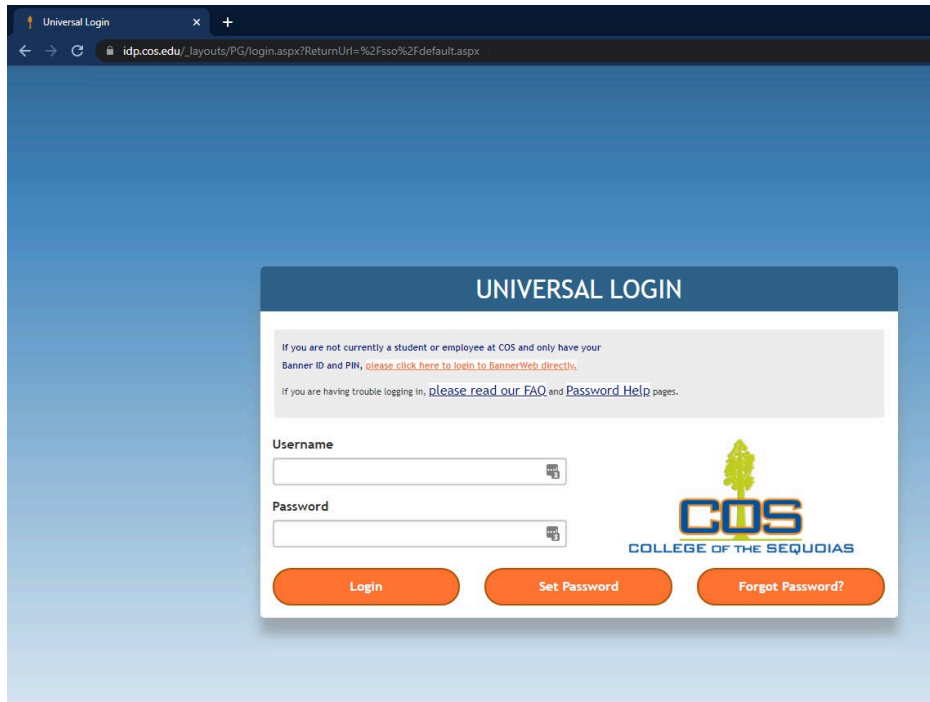 Universal Login
idp.cos.edu/_layouts/PG/login.aspx?ReturnUrl=%2Fsso%2Fdefault.aspx
UNIVERSAL LOGIN
If you are not currently a student or employee at COS and only have your
Banner ID and PIN, please click here to login to BannerWeb directly.
If you are having trouble logging in, please read our FAQ and Password Help pages.
Username
Password
COS
COLLEGE OF THE SEQUOIAS
Login
Set Password
Forgot Password?